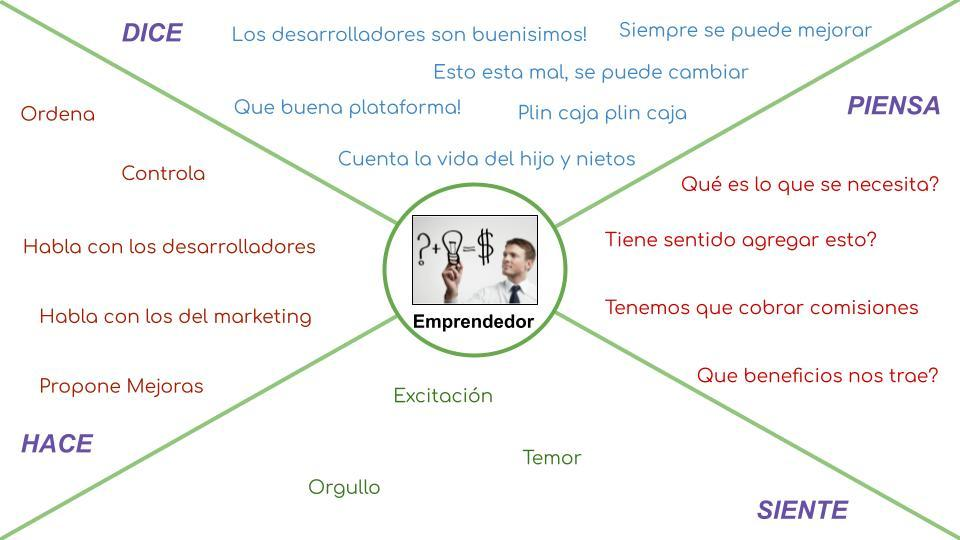 DICE
Los desarrolladores son buenisimos!
Siempre se puede mejorar
Esto esta mal, se puede cambiar
Que buena plataforma!
Plin caja plin caja
Cuenta la vida del hijo y nietos
PIENSA
Qué es lo que se necesita?
Tiene sentido agregar esto?
Tenemos que cobrar comisiones
Que beneficios nos trae?
Ordena
Controla
Habla con los desarrolladores
Habla con los del marketing
Propone Mejoras
HACE
?+ = $
Emprendedor
Excitación
Temor
Orgullo
SIENTE